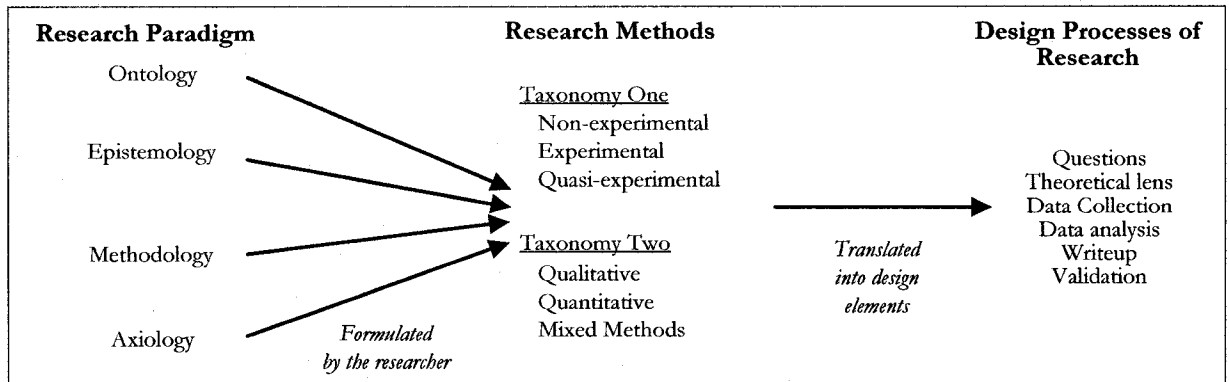 Research Paradigm
Ontology
Epistemology
Methodology
Axiology
Formulated
by the researcher
Research Methods
Taxonomy One
Non-experimental
Experimental
Quasi-experimental
Taxonomy Two
Qualitative
Quantitative
Mixed Methods
Translated
into design
elements
Design Processes of
Research
Questions
Theoretical lens
Data Collection
Data analysis
Writeup
Validation